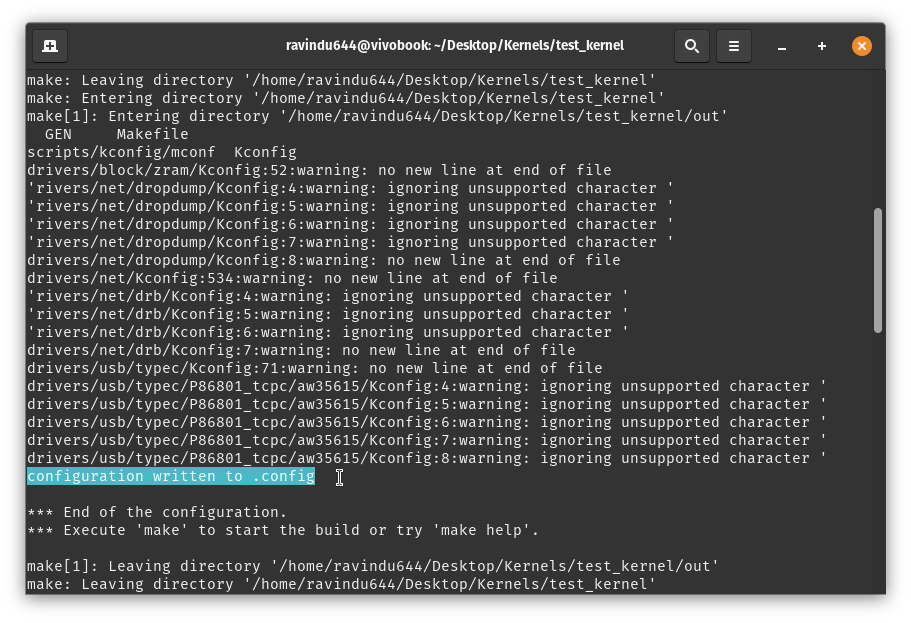 ravindu644@vivobook: ~/Desktop/Kernels/test_kernel
make: Leaving directory '/home/ravindu644/Desktop/Kernels/test_kernel'
make: Entering directory '/home/ravindu644/Desktop/Kernels/test_kernel'
make[1]: Entering directory '/home/ravindu644/Desktop/Kernels/test_kernel/out'
  GEN     Makefile
scripts/kconfig/mconf  Kconfig
drivers/block/zram/Kconfig:52:warning: no new line at end of file
'rivers/net/dropdump/Kconfig:4:warning: ignoring unsupported character '
'rivers/net/dropdump/Kconfig:5:warning: ignoring unsupported character '
'rivers/net/dropdump/Kconfig:6:warning: ignoring unsupported character '
'rivers/net/dropdump/Kconfig:7:warning: ignoring unsupported character '
drivers/net/dropdump/Kconfig:8:warning: no new line at end of file
drivers/net/Kconfig:534:warning: no new line at end of file
'rivers/net/drb/Kconfig:4:warning: ignoring unsupported character '
'rivers/net/drb/Kconfig:5:warning: ignoring unsupported character '
'rivers/net/drb/Kconfig:6:warning: ignoring unsupported character '
drivers/net/drb/Kconfig:7:warning: no new line at end of file
drivers/usb/typec/Kconfig:71:warning: no new line at end of file
drivers/usb/typec/P86801_tcpc/aw35615/Kconfig:4:warning: ignoring unsupported character '
drivers/usb/typec/P86801_tcpc/aw35615/Kconfig:5:warning: ignoring unsupported character '
drivers/usb/typec/P86801_tcpc/aw35615/Kconfig:6:warning: ignoring unsupported character '
drivers/usb/typec/P86801_tcpc/aw35615/Kconfig:7:warning: ignoring unsupported character '
drivers/usb/typec/P86801_tcpc/aw35615/Kconfig:8:warning: ignoring unsupported character '
configuration written to .config
*** End of the configuration.
*** Execute 'make' to start the build or try 'make help'.
make[1]: Leaving directory '/home/ravindu644/Desktop/Kernels/test_kernel/out'
make: Leaving directory '/home/ravindu644/Desktop/Kernels/test_kernel'